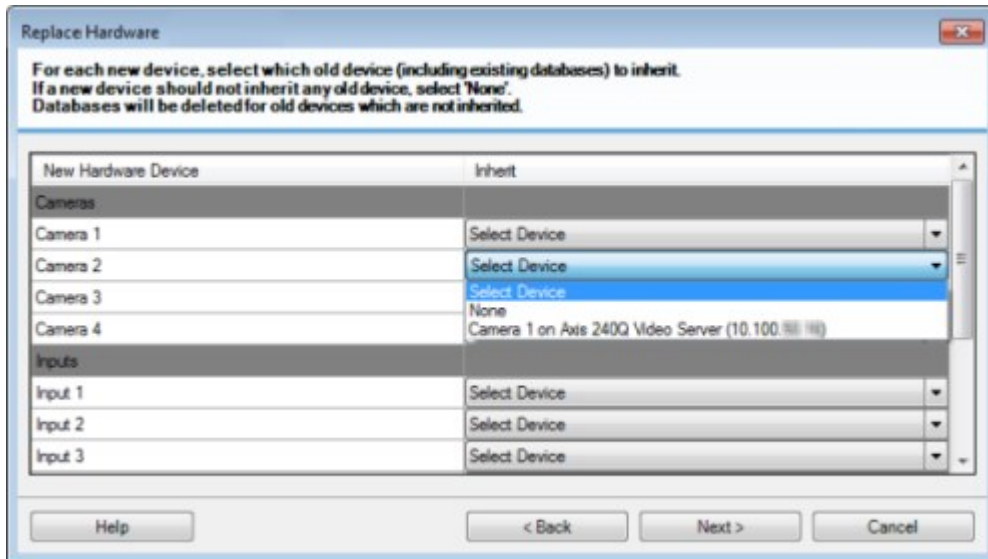 Replace Hardware
For each new device, select which old device (including existing databases) to inherit.
If a new device should not inherit any old device, select 'None'.
Databases will be deleted for old devices which are not inherited.
New Hardware Device Inherit
Cameras
Camera 1 Select Device
Camera 2 Select Device
Camera 3 Select Device
None
Camera 4 Camera 1 on Axis 240Q Video Server (10.100.
Inputs
Input 1 Select Device
Input 2 Select Device
Input 3 Select Device
Help < Back Next > Cancel